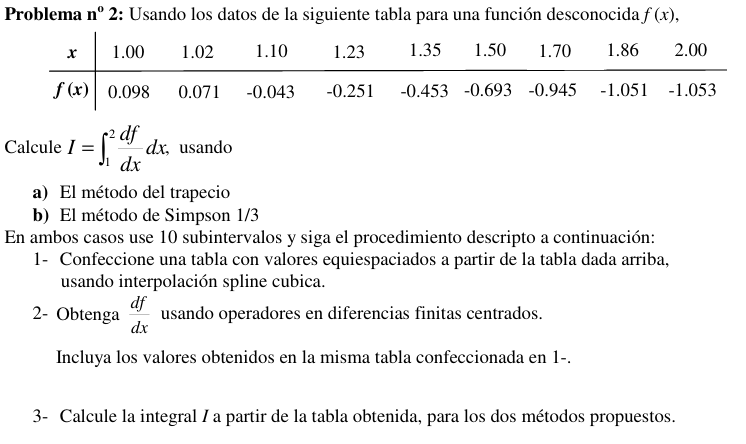 Problema nº 2: Usando los datos de la siguiente tabla para una función desconocida f (x),
x 1.00 1.02 1.10 1.23 1.35 1.50 1.70 1.86 2.00
f (x) 0.098 0.071 -0.043 -0.251 -0.453 -0.693 -0.945 -1.051 -1.053
Calcule I = ∫₁² df/dx dx, usando
a) El método del trapecio
b) El método de Simpson 1/3
En ambos casos use 10 subintervalos y siga el procedimiento descripto a continuación:
1- Confeccione una tabla con valores equiespaciados a partir de la tabla dada arriba,
usando interpolación spline cubica.
2- Obtenga df/dx usando operadores en diferencias finitas centrados.
Incluya los valores obtenidos en la misma tabla confeccionada en 1-.
3- Calcule la integral I a partir de la tabla obtenida, para los dos métodos propuestos.